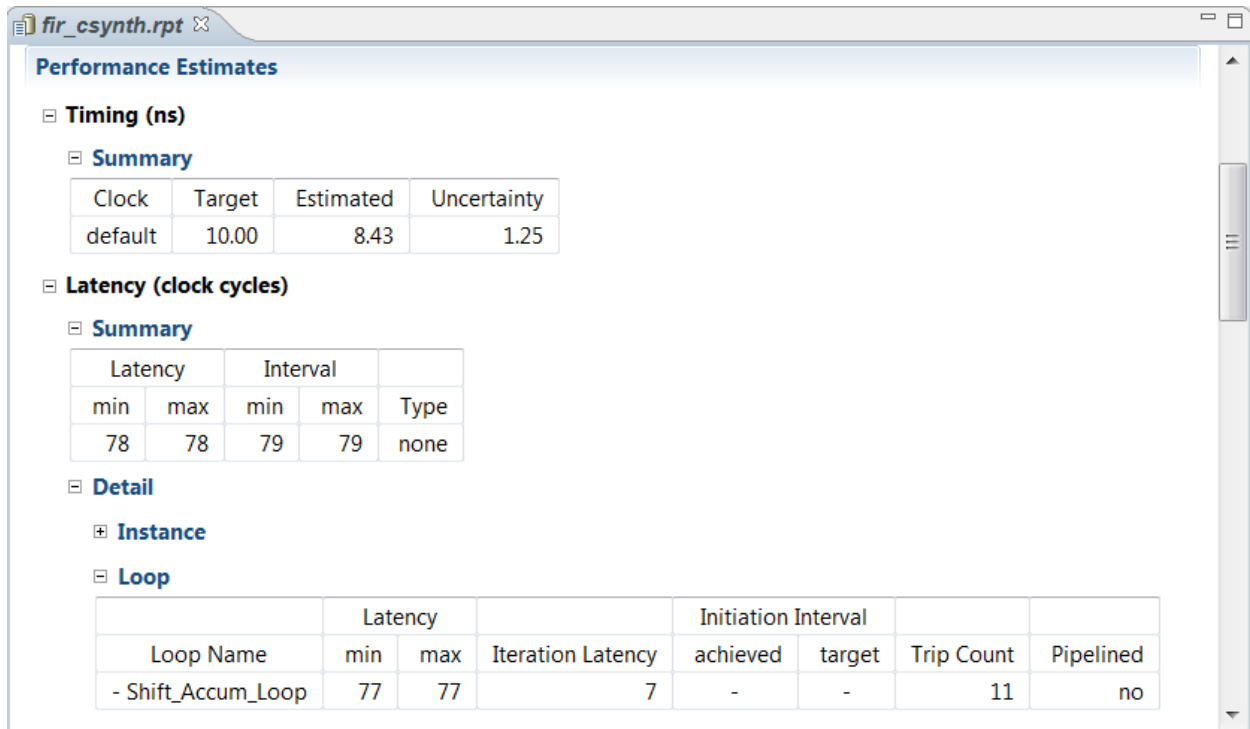 fir_csynth.rpt
Performance Estimates
Timing (ns)
Summary
Clock Target Estimated Uncertainty
default 10.00 8.43 1.25
Latency (clock cycles)
Summary
Latency Interval
min max min max Type
78 78 79 79 none
Detail
Instance
Loop
Latency Initiation Interval
Loop Name min max Iteration Latency achieved target Trip Count Pipelined
- Shift_Accum_Loop 77 77 7 - - 11 no